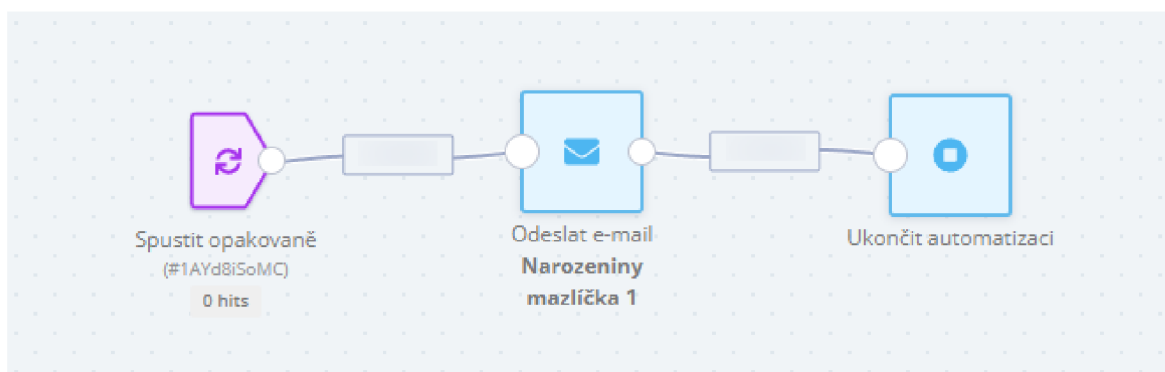 Spustit opakovaně
(#1AYd8iSoMC)
0 hits
Odeslat e-mail
Narozeniny
mazlíčka 1
Ukončit automatizaci